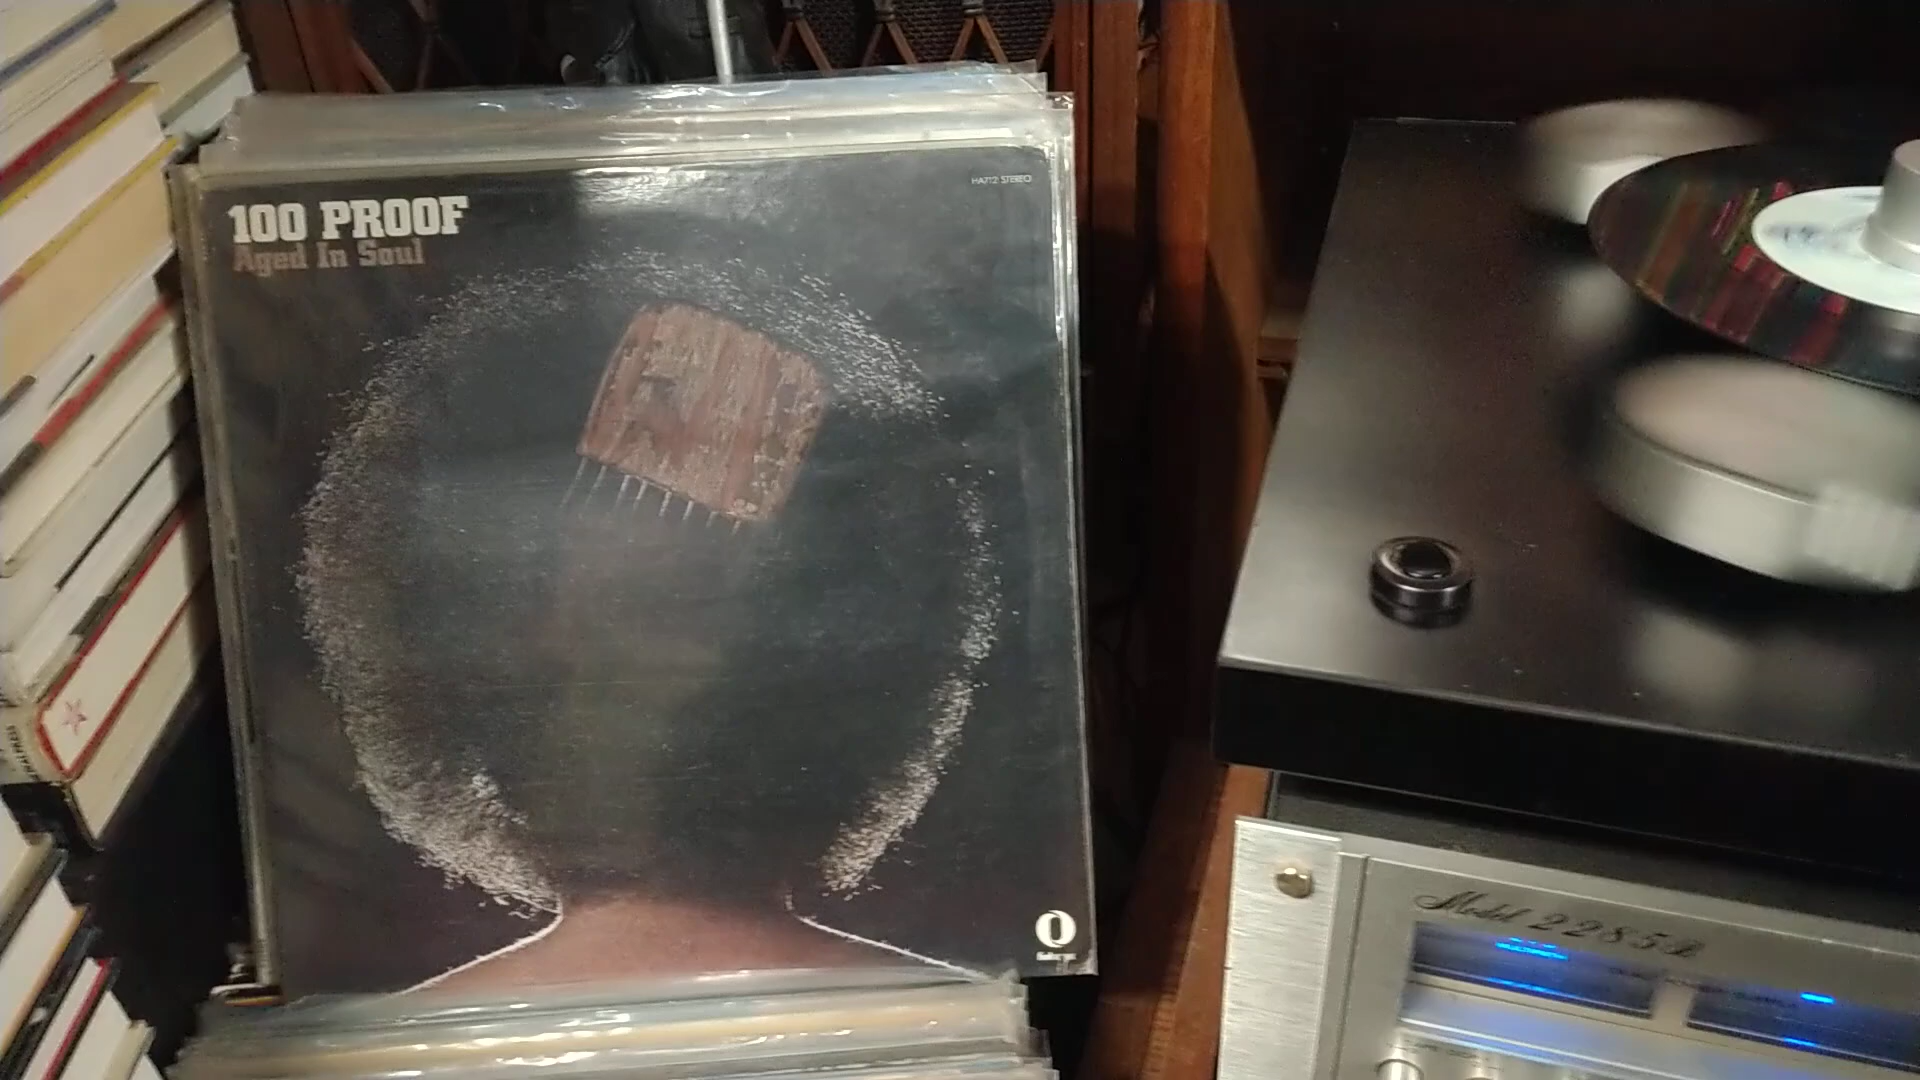 100 PROOF
Aged In Soul
HA712 STEREO
Model 2285B